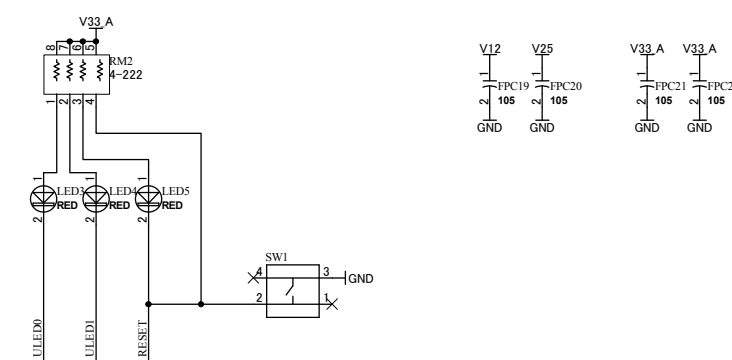 V33_A
8 7 6 5
RM2
4-222
1 2 3 4
1 1 1
LED3 LED4 LED5
RED RED RED
2 2 2
ULED0 ULED1 RESET
SW1
4 3 GND
2 1
V12 V25 V33_A V33_A
1 1 1 1
FPC19 FPC20 FPC21 FPC2
2 105 2 105 2 105 2 105
GND GND GND GND